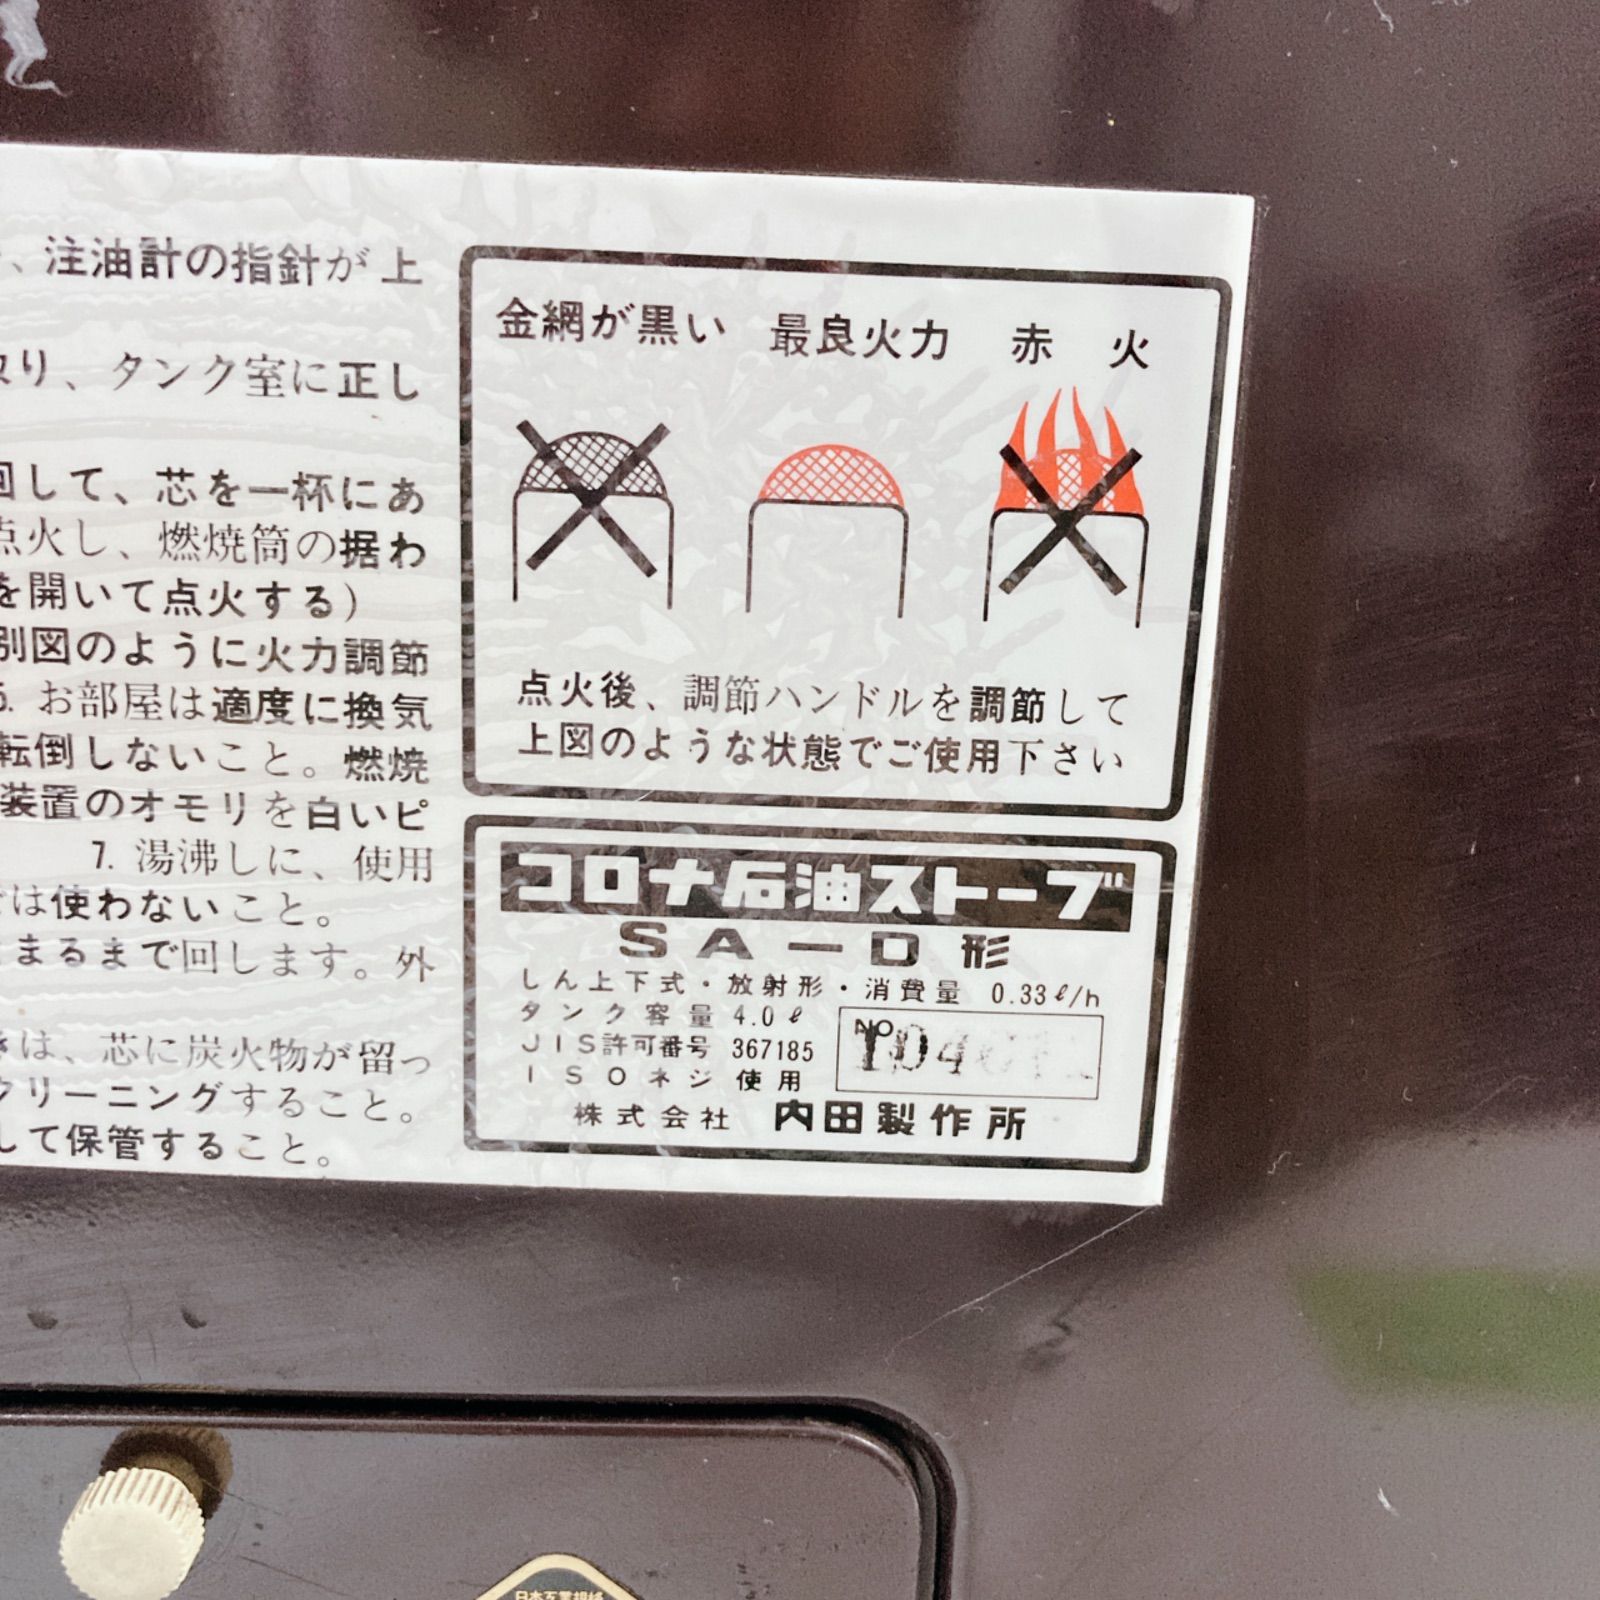 、注油計の指針が上
取り、タンク室に正し
回して、芯を一杯にあ
点火し、燃焼筒の据わ
を開いて点火する)
別図のように火力調節
6. お部屋は適度に換気
転倒しないこと。燃焼
装置のオモリを白いピ
7. 湯沸しに、使用
は使わないこと。
まるまで回します。外
は、芯に炭火物が留っ
クリーニングすること。
して保管すること。
金網が黒い 最良火力 赤火
点火後、調節ハンドルを調節して
上図のような状態でご使用下さい
コロナ石油ストーブ
SA-D形
しん上下式・放射形・消費量 0.33ℓ/h
タンク容量 4.0ℓ
JIS許可番号 367185
ISOネジ使用
NO.
株式会社 内田製作所
日本工業規格